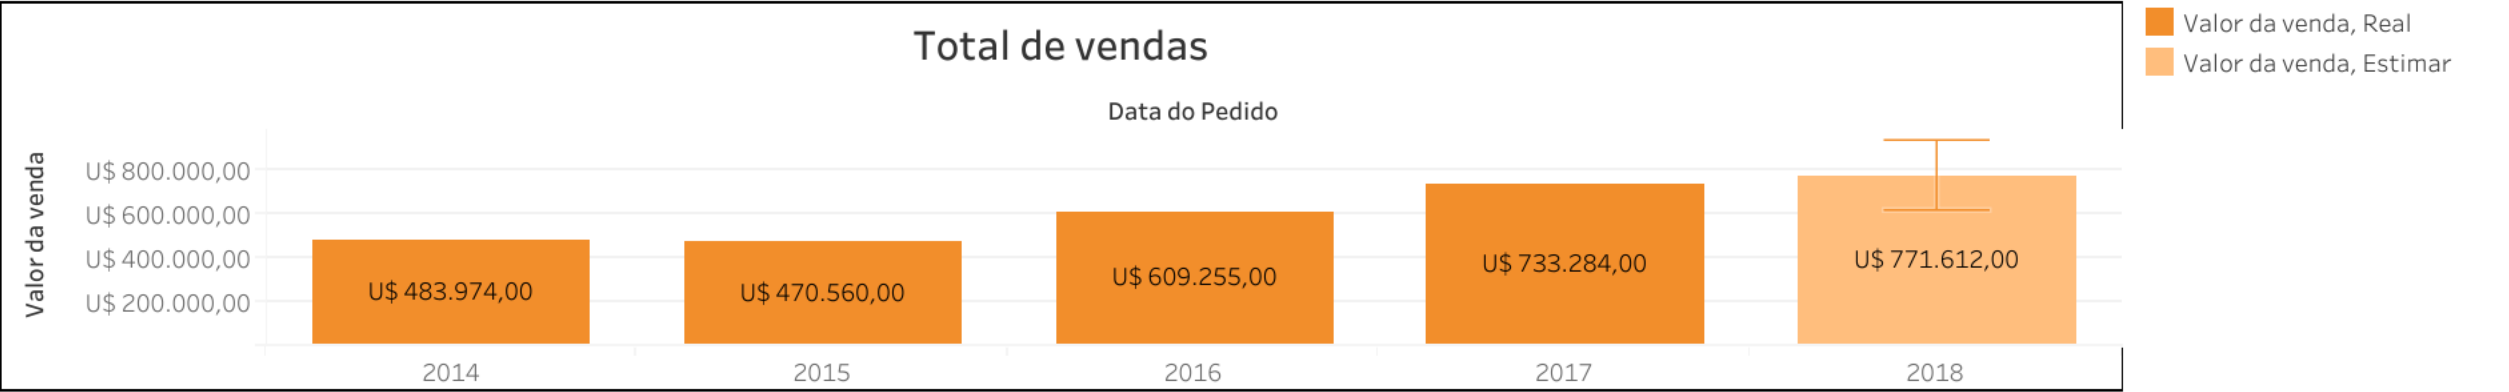 Total de vendas
Data do Pedido
Valor da venda
U$ 800.000,00
U$ 600.000,00
U$ 400.000,00
U$ 200.000,00
U$ 483.974,00
U$ 470.560,00
U$ 609.255,00
U$ 733.284,00
U$ 771.612,00
2014
2015
2016
2017
2018
Valor da venda, Real
Valor da venda, Estimar